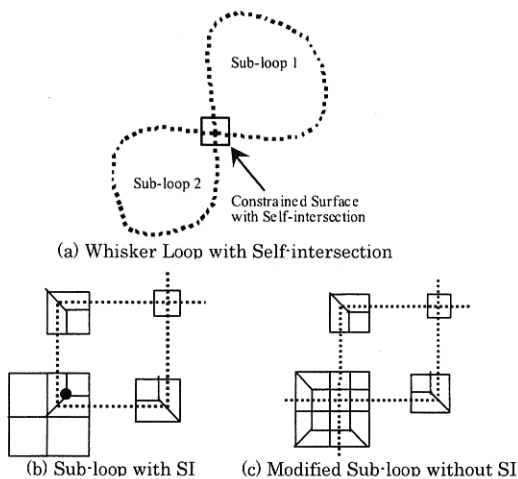 Sub-loop 1
Sub-loop 2
Constrained Surface
with Self-intersection
(a) Whisker Loop with Self-intersection
(b) Sub-loop with SI
(c) Modified Sub-loop without SI